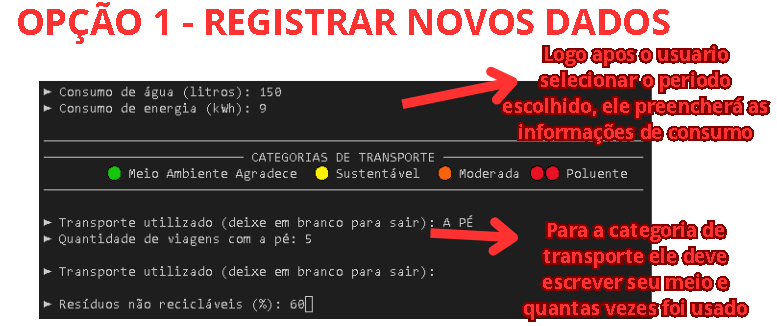 OPÇÃO 1 - REGISTRAR NOVOS DADOS
Logo apos o usuario
selecionar o periodo
escolhido, ele preencherá as
informações de consumo
► Consumo de água (litros): 150
► Consumo de energia (kWh): 9
CATEGORIAS DE TRANSPORTE
Meio Ambiente Agradece Sustentável Moderada Poluente
► Transporte utilizado (deixe em branco para sair): A PÉ
► Quantidade de viagens com a pé: 5
► Transporte utilizado (deixe em branco para sair):
► Resíduos não recicláveis (%): 60
Para a categoria de
transporte ele deve
escrever seu meio e
quantas vezes foi usado